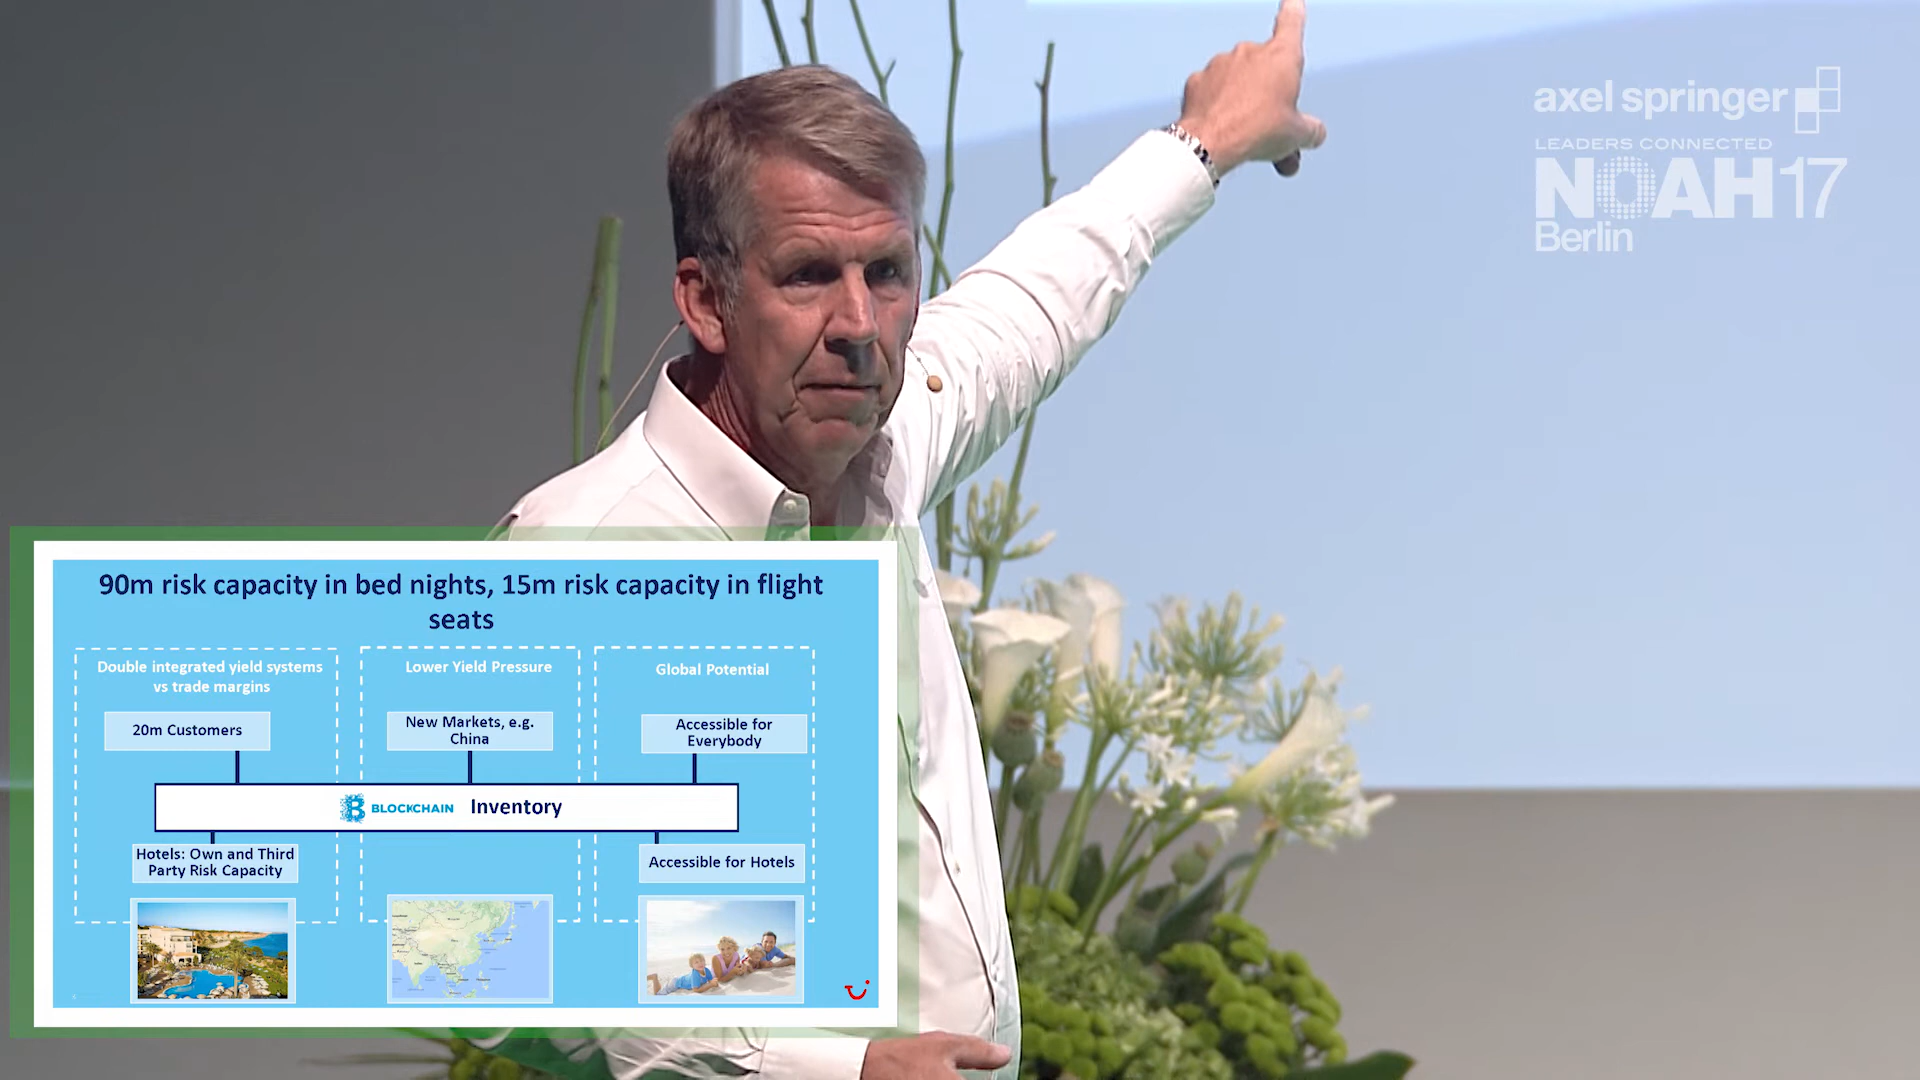 axel springer
LEADERS CONNECTED
NOAH17
Berlin
90m risk capacity in bed nights, 15m risk capacity in flight
seats
Double integrated yield systems
vs trade margins
Lower Yield Pressure
Global Potential
20m Customers
New Markets, e.g.
China
Accessible for
Everybody
BLOCKCHAIN Inventory
Hotels: Own and Third
Party Risk Capacity
Accessible for Hotels